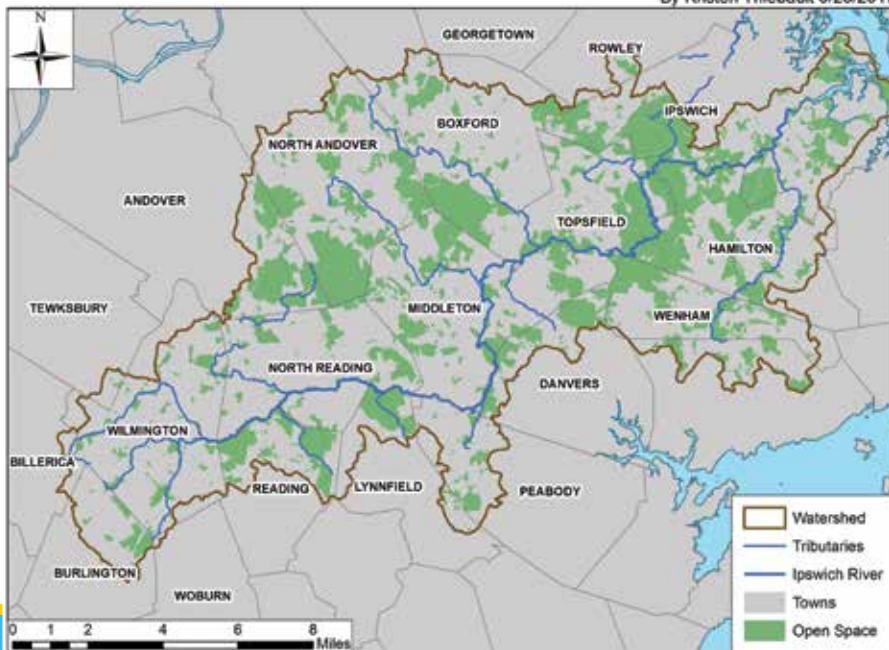 N
GEORGETOWN
ROWLEY
IPSWICH
BOXFORD
NORTH ANDOVER
ANDOVER
TOPSFIELD
HAMILTON
TEWKSBURY
MIDDLETON
WENHAM
NORTH READING
DANVERS
WILMINGTON
BILLERICA
READING
LYNNFIELD
PEABODY
BURLINGTON
WOBURN
Watershed
Tributaries
Ipswich River
Towns
Open Space
0 1 2 4 6 8
Miles